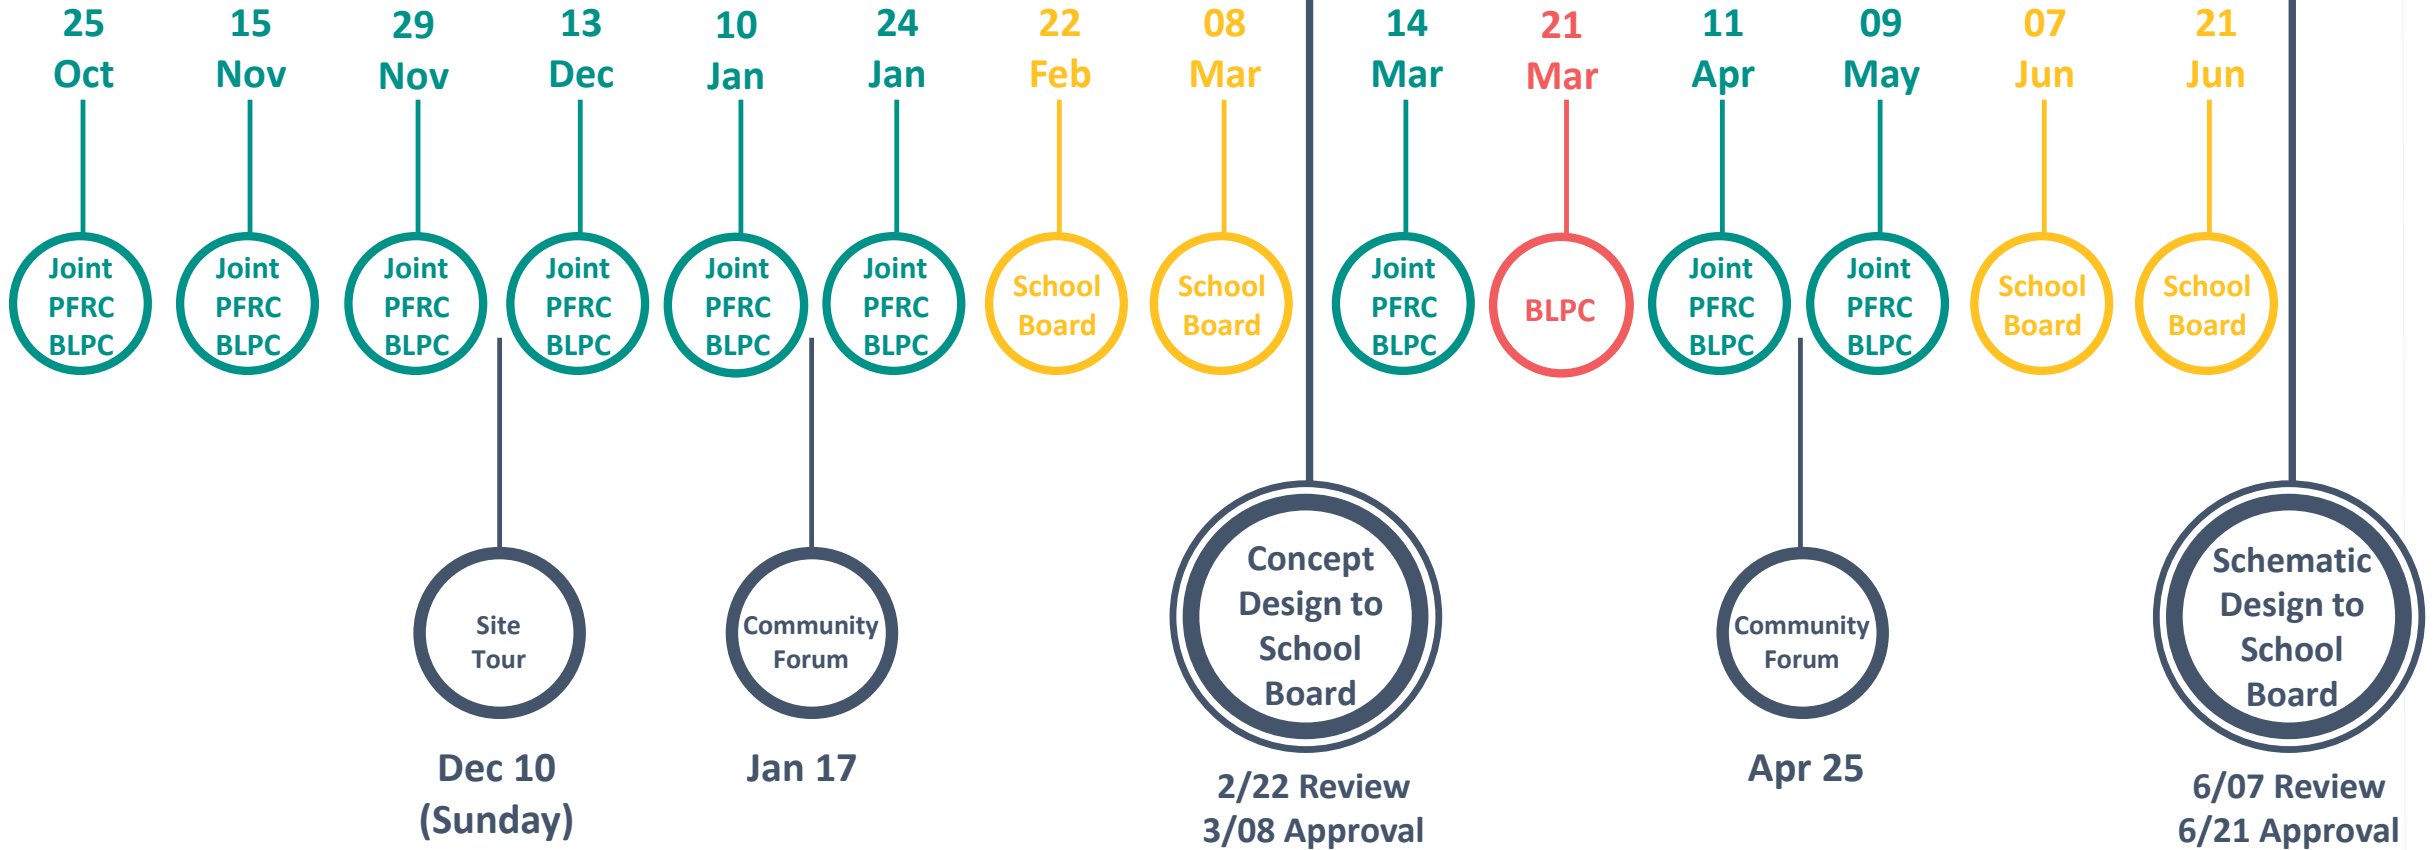 25
Oct
15
Nov
29
Nov
13
Dec
10
Jan
24
Jan
22
Feb
08
Mar
14
Mar
21
Mar
11
Apr
09
May
07
Jun
21
Jun
Joint
PFRC
BLPC
Joint
PFRC
BLPC
Joint
PFRC
BLPC
Joint
PFRC
BLPC
Joint
PFRC
BLPC
Joint
PFRC
BLPC
School
Board
School
Board
Joint
PFRC
BLPC
BLPC
Joint
PFRC
BLPC
Joint
PFRC
BLPC
School
Board
School
Board
Site
Tour
Dec 10
(Sunday)
Community
Forum
Jan 17
Concept
Design to
School
Board
2/22 Review
3/08 Approval
Community
Forum
Apr 25
Schematic
Design to
School
Board
6/07 Review
6/21 Approval